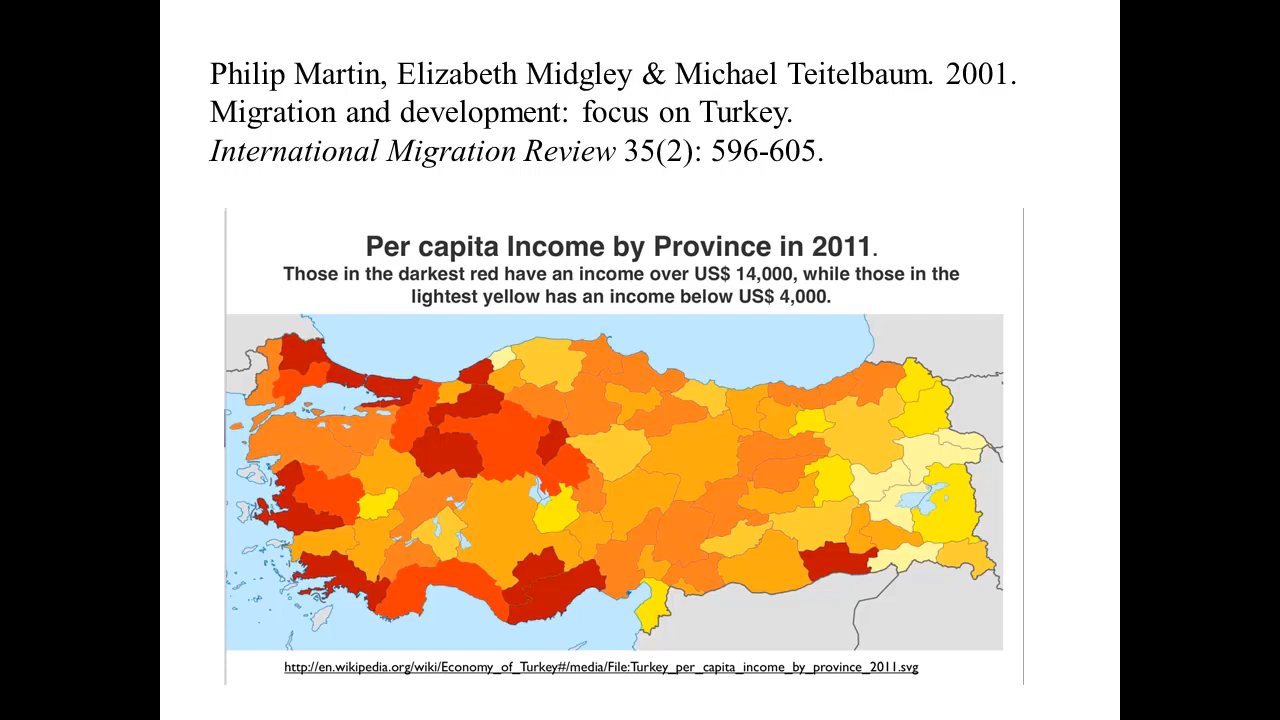 Philip Martin, Elizabeth Midgley & Michael Teitelbaum. 2001.
Migration and development: focus on Turkey.
International Migration Review 35(2): 596-605.
Per capita Income by Province in 2011.
Those in the darkest red have an income over US$ 14,000, while those in the
lightest yellow has an income below US$ 4,000.
http://en.wikipedia.org/wiki/Economy_of_Turkey#/media/File:Turkey_per_capita_income_by_province_2011.svg